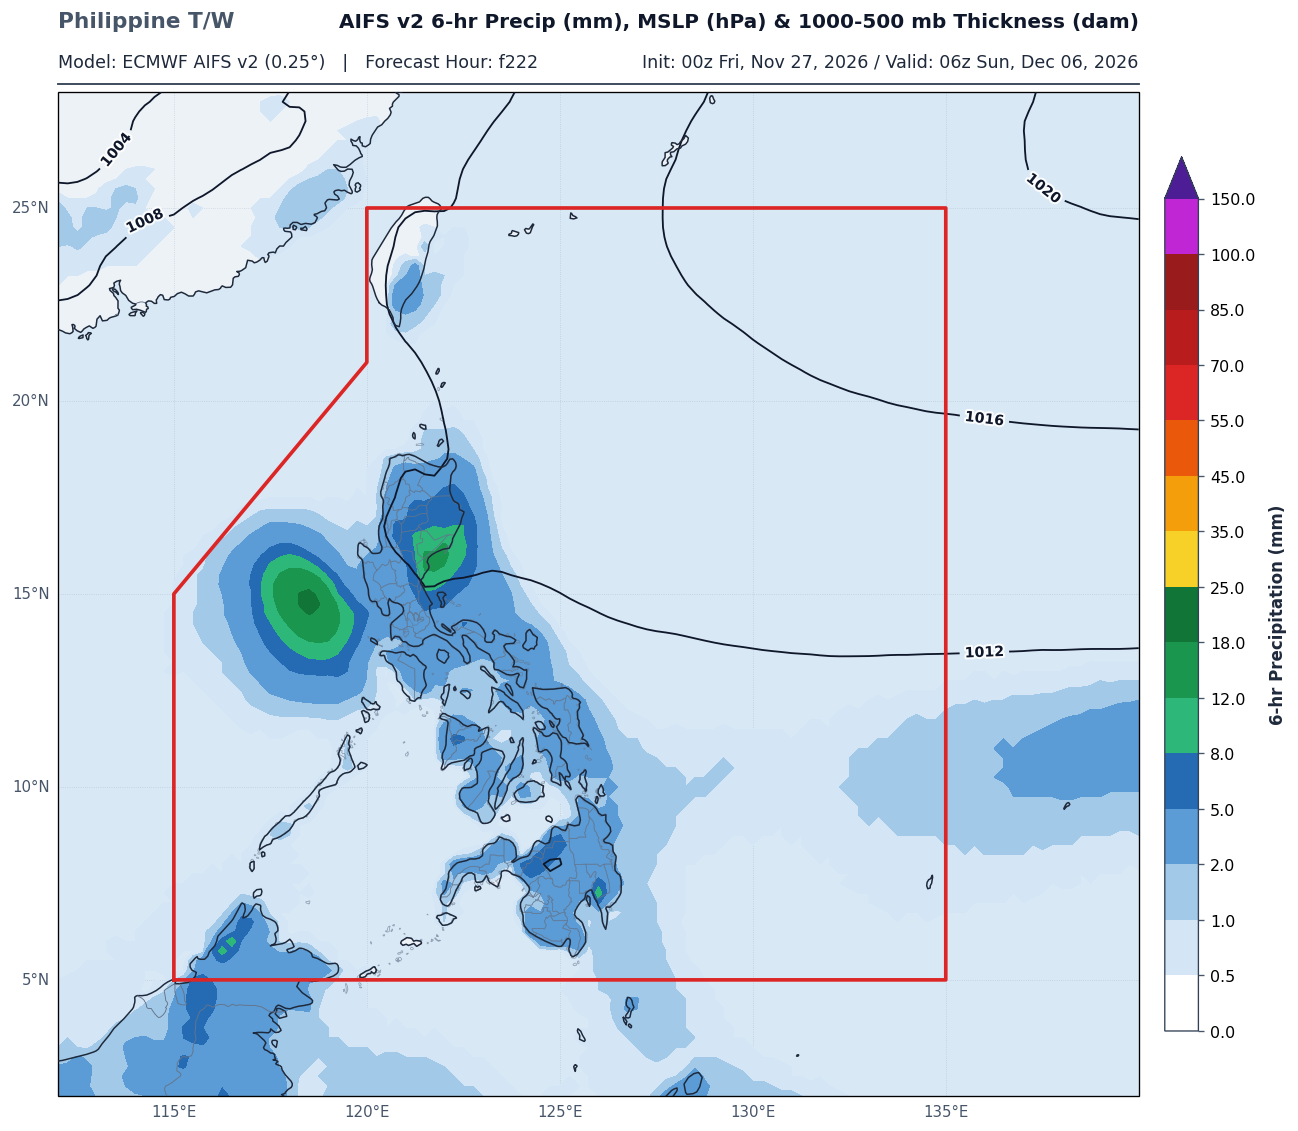 Philippine T/W
AIFS v2 6-hr Precip (mm), MSLP (hPa) & 1000-500 mb Thickness (dam)
Model: ECMWF AIFS v2 (0.25°) | Forecast Hour: f222
Init: 00z Fri, Nov 27, 2026 / Valid: 06z Sun, Dec 06, 2026
1004
1008
1020
1016
1012
25°N
20°N
15°N
10°N
5°N
115°E
120°E
125°E
130°E
135°E
150.0
100.0
85.0
70.0
55.0
45.0
35.0
25.0
18.0
12.0
8.0
5.0
2.0
1.0
0.5
0.0
6-hr Precipitation (mm)